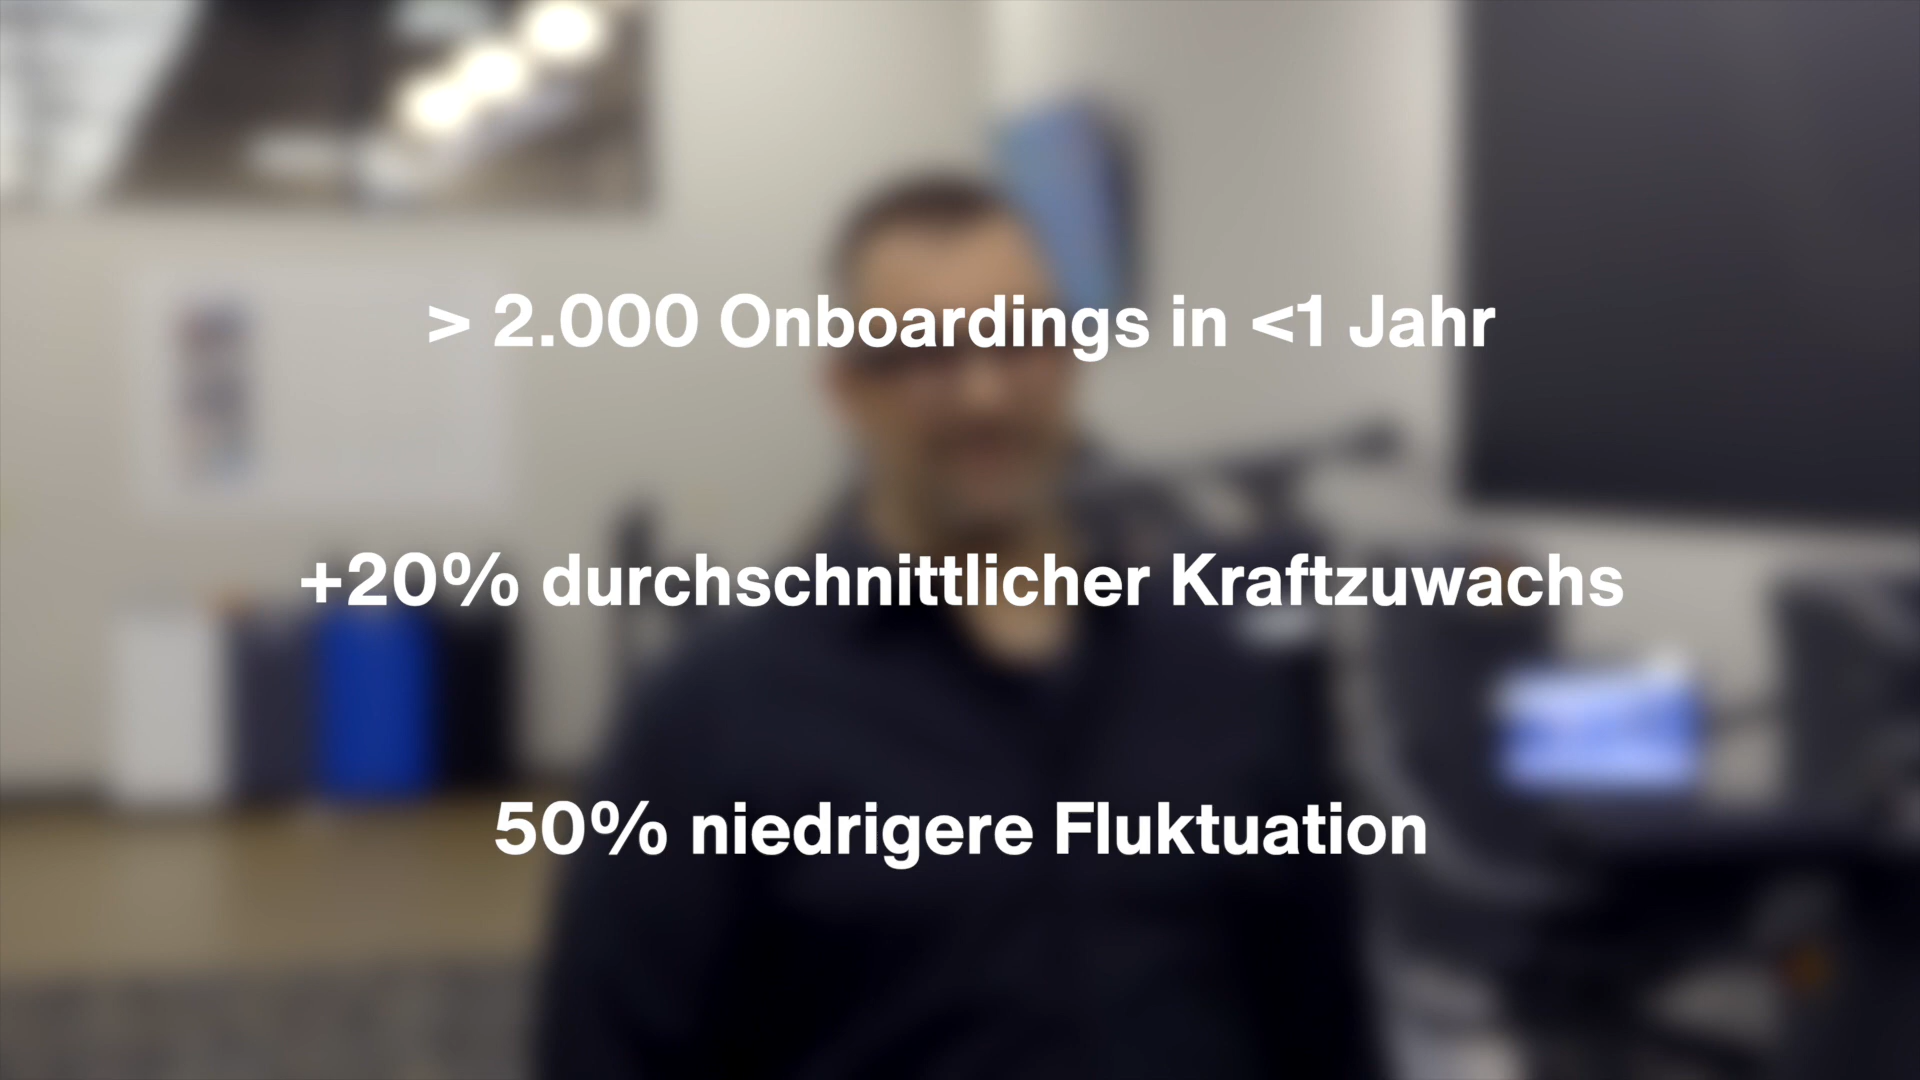 > 2.000 Onboardings in <1 Jahr
+20% durchschnittlicher Kraftzuwachs
50% niedrigere Fluktuation